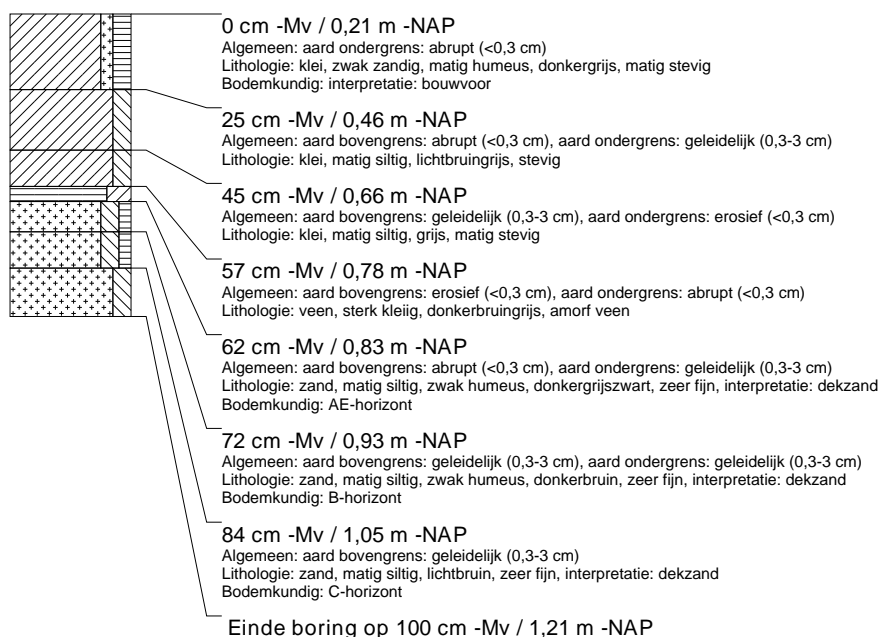 0 cm -Mv / 0,21 m -NAP
Algemeen: aard ondergrens: abrupt (<0,3 cm)
Lithologie: klei, zwak zandig, matig humeus, donkergrijs, matig stevig
Bodemkundig: interpretatie: bouwvoor
25 cm -Mv / 0,46 m -NAP
Algemeen: aard bovengrens: abrupt (<0,3 cm), aard ondergrens: geleidelijk (0,3-3 cm)
Lithologie: klei, matig siltig, lichtbruingrijs, stevig
45 cm -Mv / 0,66 m -NAP
Algemeen: aard bovengrens: geleidelijk (0,3-3 cm), aard ondergrens: erosief (<0,3 cm)
Lithologie: klei, matig siltig, grijs, matig stevig
57 cm -Mv / 0,78 m -NAP
Algemeen: aard bovengrens: erosief (<0,3 cm), aard ondergrens: abrupt (<0,3 cm)
Lithologie: veen, sterk kleiig, donkerbruingrijs, amorf veen
62 cm -Mv / 0,83 m -NAP
Algemeen: aard bovengrens: abrupt (<0,3 cm), aard ondergrens: geleidelijk (0,3-3 cm)
Lithologie: zand, matig siltig, zwak humeus, donkergrijszwart, zeer fijn, interpretatie: dekzand
Bodemkundig: AE-horizont
72 cm -Mv / 0,93 m -NAP
Algemeen: aard bovengrens: geleidelijk (0,3-3 cm), aard ondergrens: geleidelijk (0,3-3 cm)
Lithologie: zand, matig siltig, zwak humeus, donkerbruin, zeer fijn, interpretatie: dekzand
Bodemkundig: B-horizont
84 cm -Mv / 1,05 m -NAP
Algemeen: aard bovengrens: geleidelijk (0,3-3 cm)
Lithologie: zand, matig siltig, lichtbruin, zeer fijn, interpretatie: dekzand
Bodemkundig: C-horizont
Einde boring op 100 cm -Mv / 1,21 m -NAP